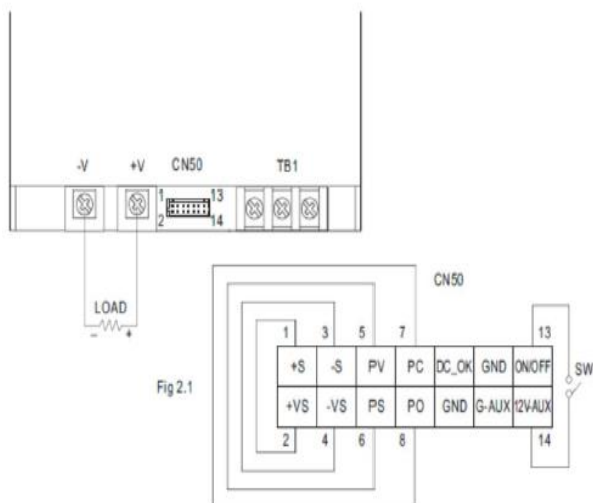 -V +V CN50 TB1
1 13
2 14
LOAD
- +
CN50
1 3 5 7 13
+S -S PV PC DC_OK GND ON/OFF
SW
Fig 2.1
+VS -VS PS PO GND G-AUX 12V-AUX
2 4 6 8 14